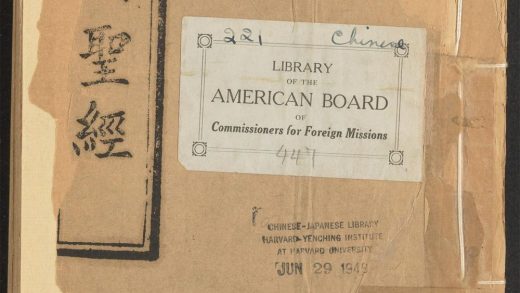 聖經
221 Chinese
LIBRARY
OF THE
AMERICAN BOARD
OF
Commissioners for Foreign Missions
447
CHINESE-JAPANESE LIBRARY
HARVARD-YENCHING INSTITUTE
AT HARVARD UNIVERSITY
JUN 29 1949